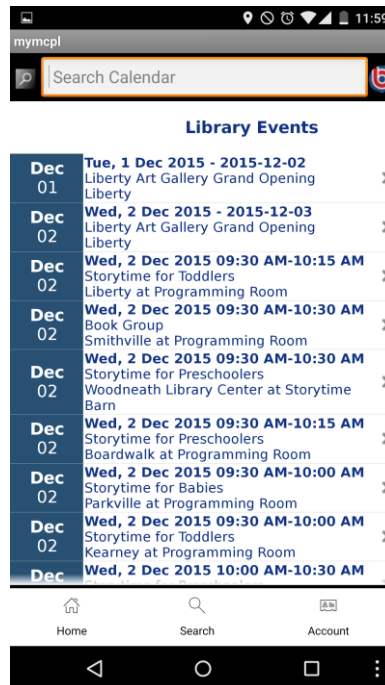 11:59
mymcpl
Search Calendar
Library Events
Dec
01
Tue, 1 Dec 2015 - 2015-12-02
Liberty Art Gallery Grand Opening
Liberty
Dec
02
Wed, 2 Dec 2015 - 2015-12-03
Liberty Art Gallery Grand Opening
Liberty
Dec
02
Wed, 2 Dec 2015 09:30 AM-10:15 AM
Storytime for Toddlers
Liberty at Programming Room
Dec
02
Wed, 2 Dec 2015 09:30 AM-10:30 AM
Book Group
Smithville at Programming Room
Dec
02
Wed, 2 Dec 2015 09:30 AM-10:30 AM
Storytime for Preschoolers
Woodneath Library Center at Storytime
Barn
Dec
02
Wed, 2 Dec 2015 09:30 AM-10:15 AM
Storytime for Preschoolers
Boardwalk at Programming Room
Dec
02
Wed, 2 Dec 2015 09:30 AM-10:00 AM
Storytime for Babies
Parkville at Programming Room
Dec
02
Wed, 2 Dec 2015 09:30 AM-10:00 AM
Storytime for Toddlers
Kearney at Programming Room
Dec
Wed, 2 Dec 2015 10:00 AM-10:30 AM
Storytime for Preschoolers
Home
Search
Account